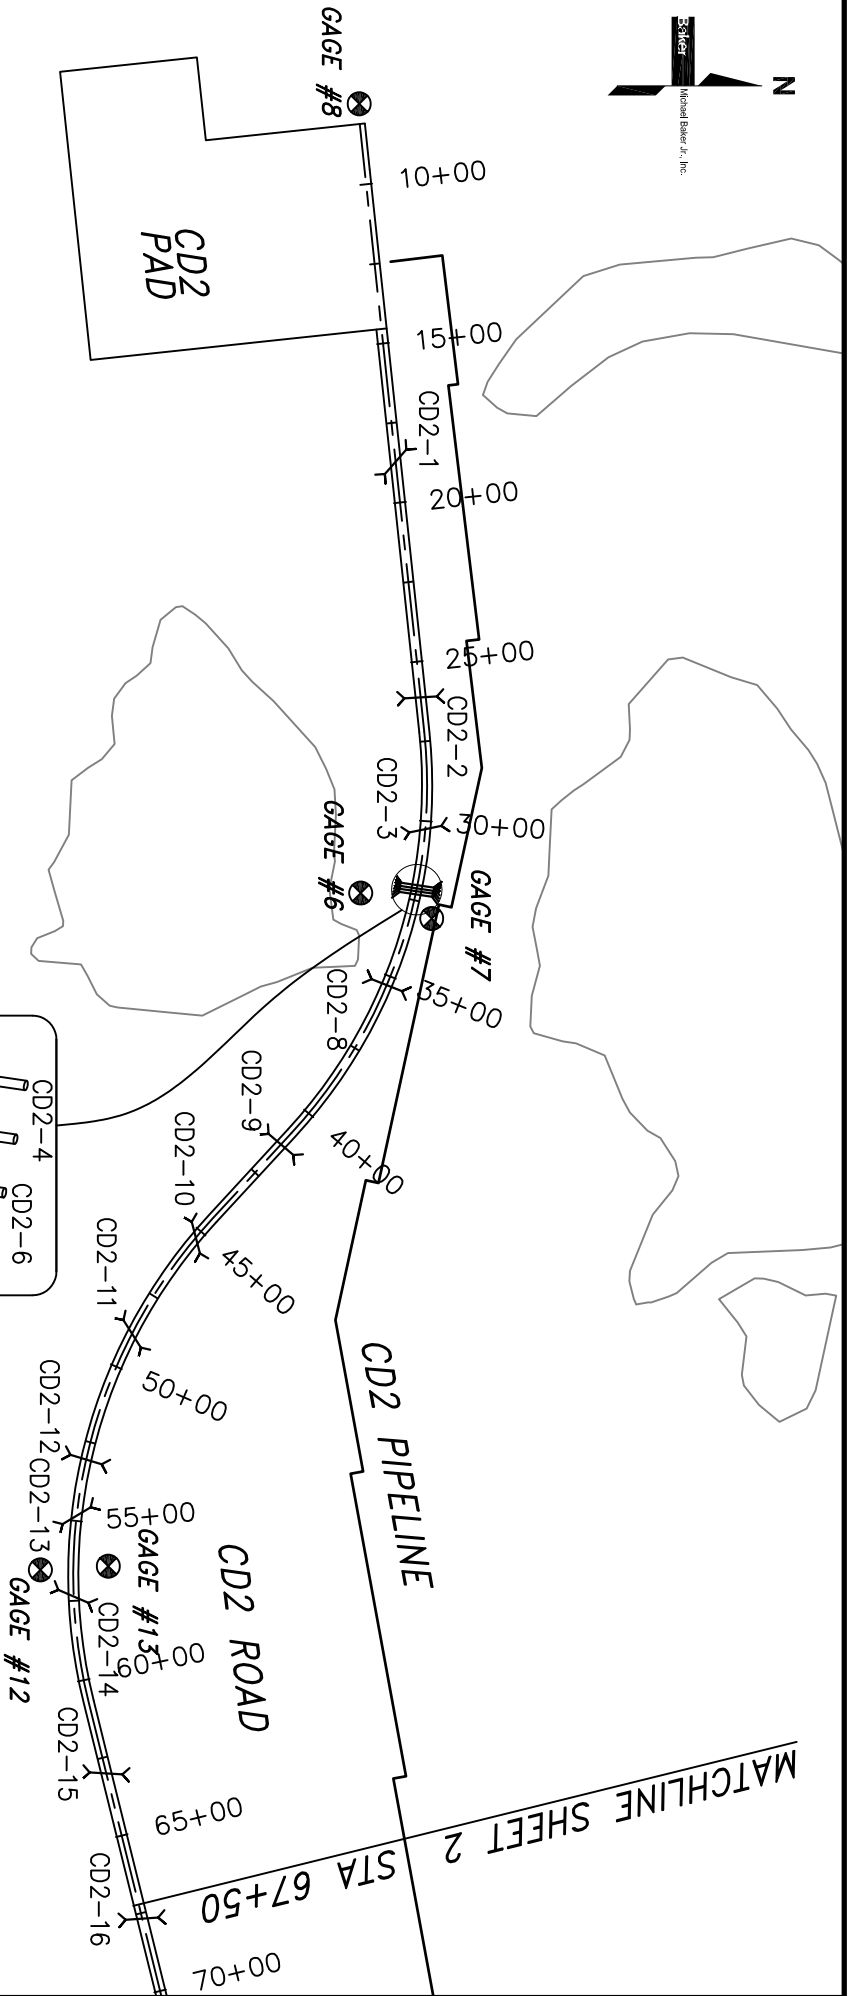 N
Baker
Michael Baker Jr., Inc.
GAGE #8
10+00
CD2
PAD
15+00
CD2-1
20+00
25+00
CD2-2
CD2-3
30+00
GAGE #6
GAGE #7
CD2-8
35+00
CD2-9
40+00
CD2-10
45+00
CD2-4
CD2-6
CD2-11
50+00
CD2 PIPELINE
CD2-12
CD2-13
55+00
GAGE #13
GAGE #12
CD2-14
60+00
CD2 ROAD
CD2-15
65+00
MATCHLINE SHEET 2 STA 67+50
CD2-16
70+00